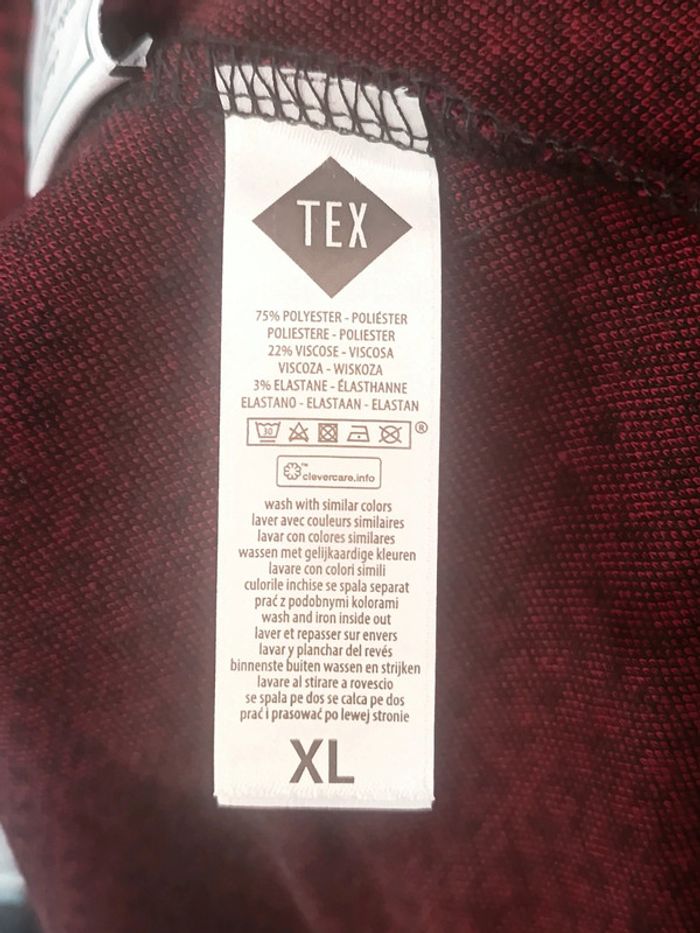 TEX
75% POLYESTER - POLIÉSTER
POLIESTERE - POLIESTER
22% VISCOSE - VISCOSA
VISCOZA - WISKOZA
3% ELASTANE - ÉLASTHANNE
ELASTANO - ELASTAAN - ELASTAN
30 ®
™ clevercare.info
wash with similar colors
laver avec couleurs similaires
lavar con colores similares
wassen met gelijkaardige kleuren
lavare con colori simili
culorile inchise se spala separat
prać z podobnymi kolorami
wash and iron inside out
laver et repasser sur envers
lavar y planchar del revés
binnenste buiten wassen en strijken
lavare al stirare a rovescio
se spala pe dos se calca pe dos
prać i prasować po lewej stronie
XL